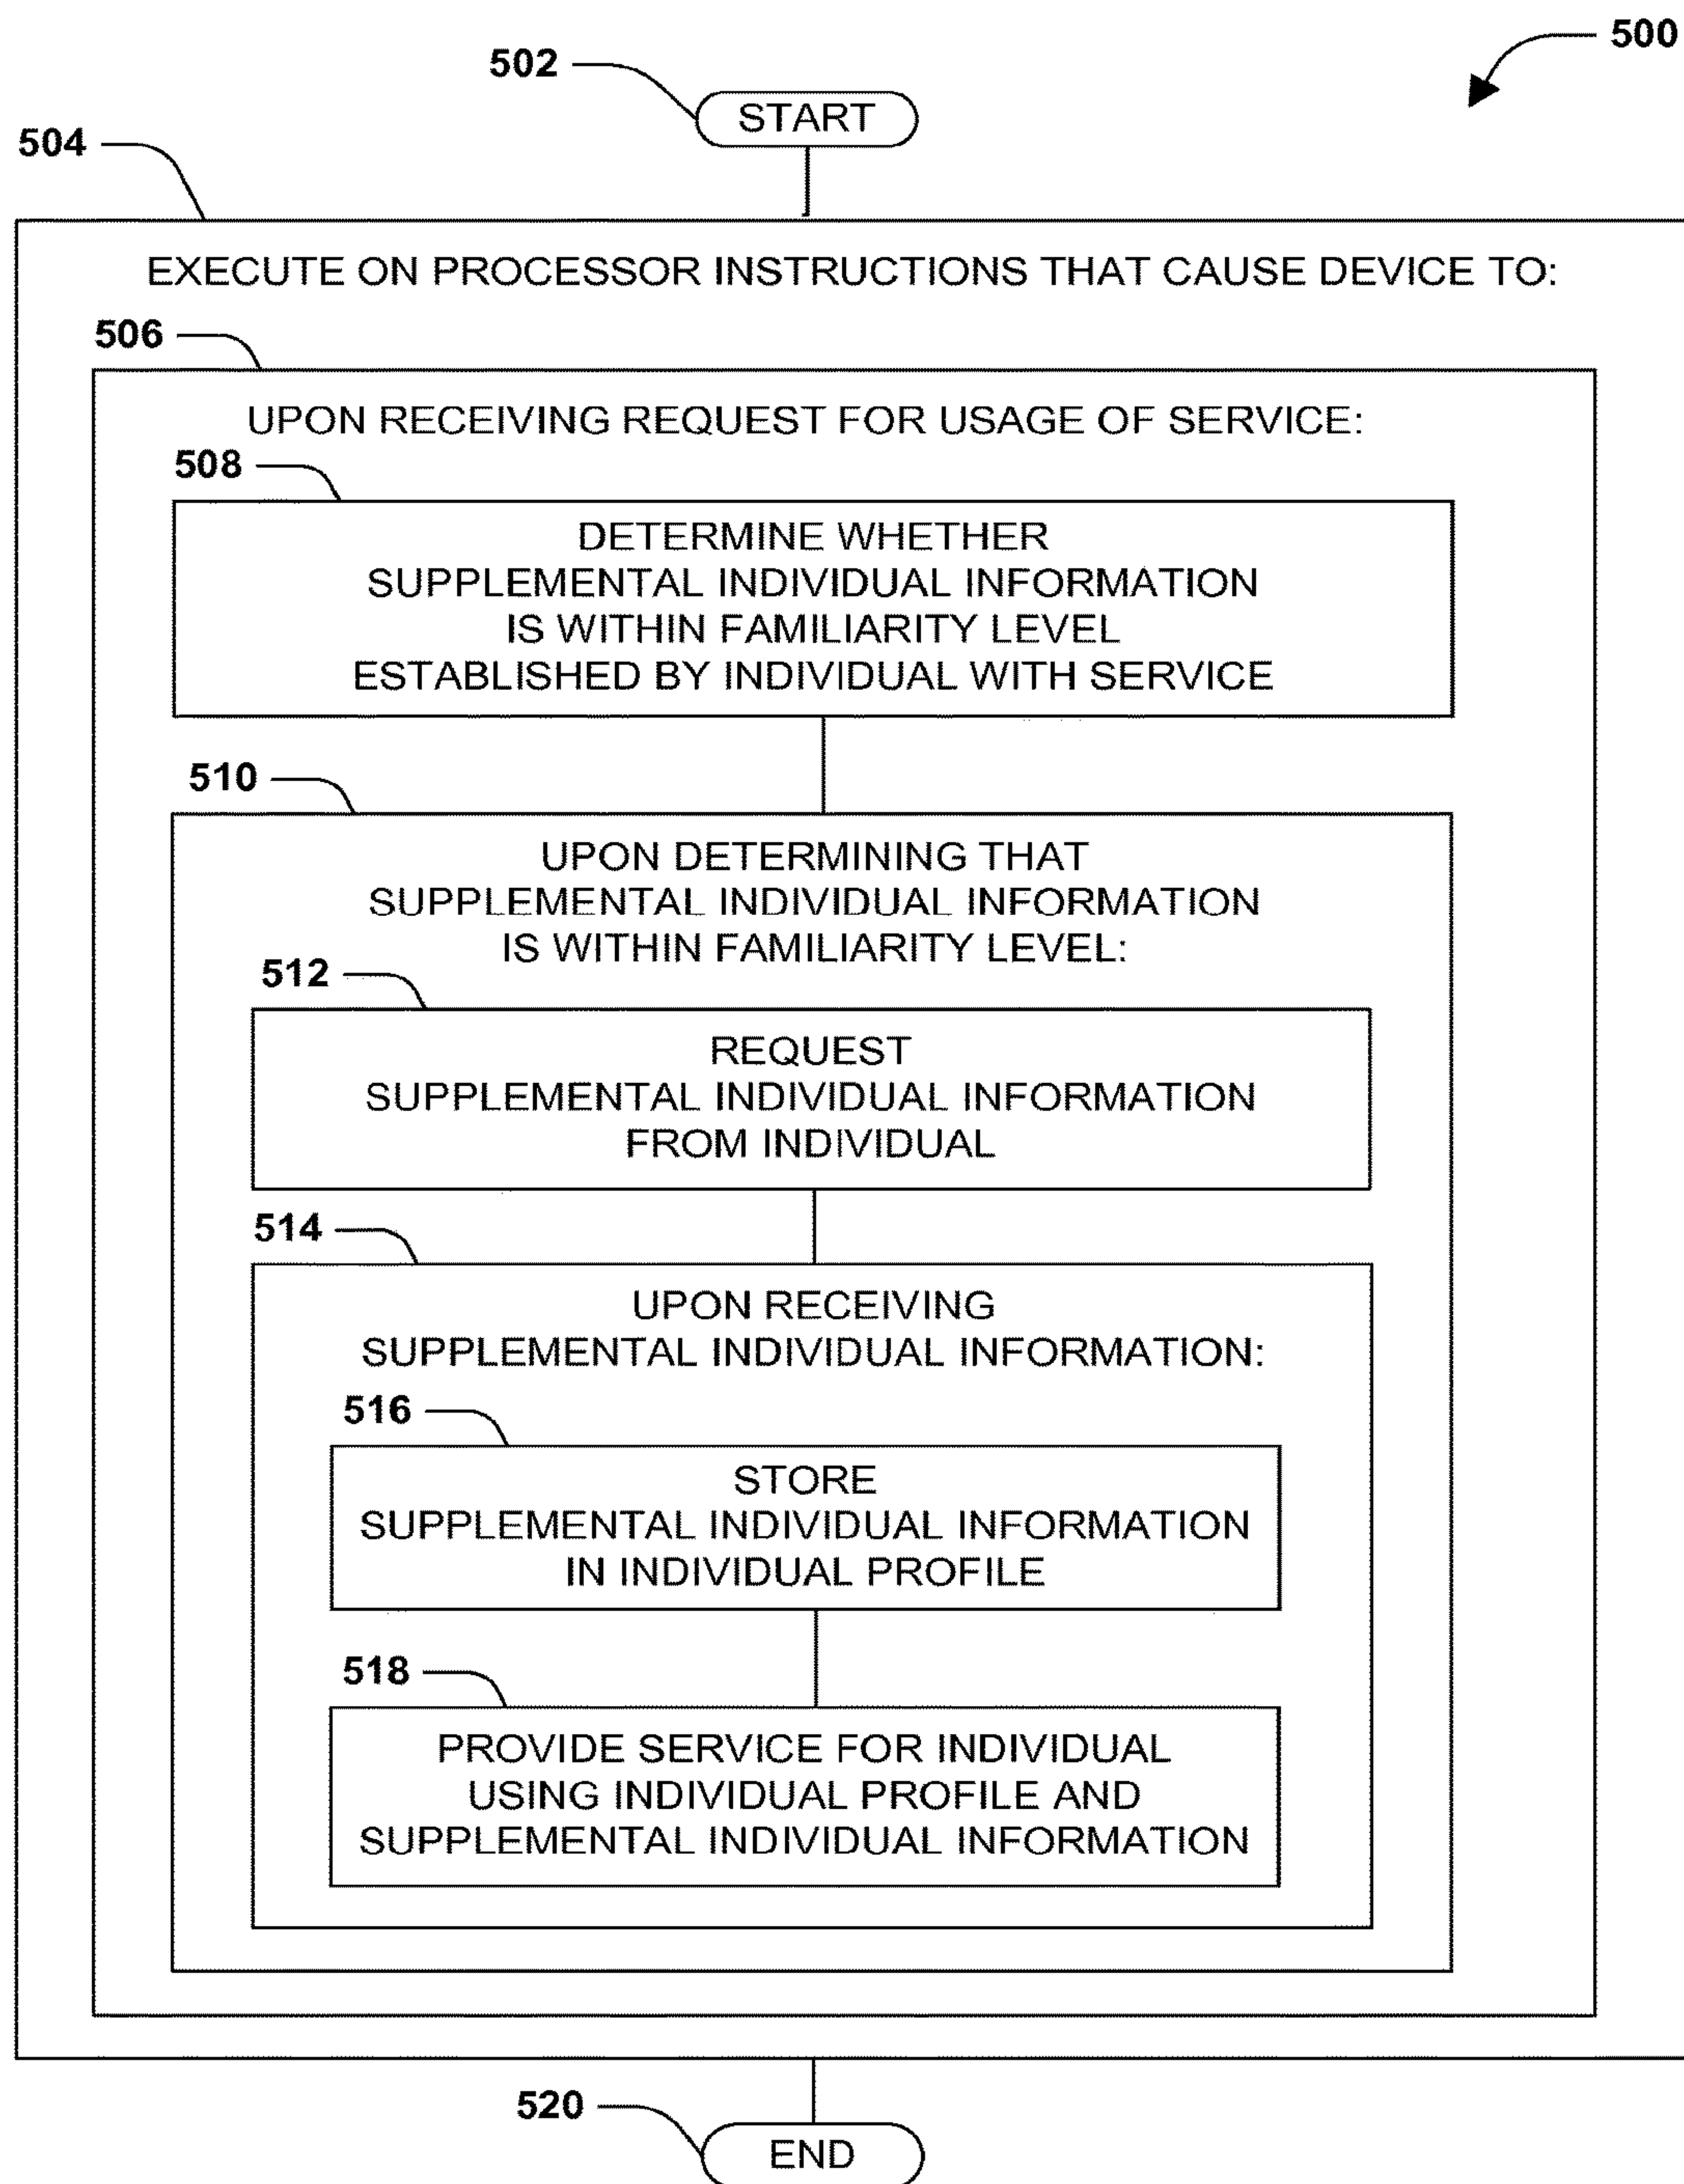 500
502
START
504
EXECUTE ON PROCESSOR INSTRUCTIONS THAT CAUSE DEVICE TO:
506
UPON RECEIVING REQUEST FOR USAGE OF SERVICE:
508
DETERMINE WHETHER
SUPPLEMENTAL INDIVIDUAL INFORMATION
IS WITHIN FAMILIARITY LEVEL
ESTABLISHED BY INDIVIDUAL WITH SERVICE
510
UPON DETERMINING THAT
SUPPLEMENTAL INDIVIDUAL INFORMATION
IS WITHIN FAMILIARITY LEVEL:
512
REQUEST
SUPPLEMENTAL INDIVIDUAL INFORMATION
FROM INDIVIDUAL
514
UPON RECEIVING
SUPPLEMENTAL INDIVIDUAL INFORMATION:
516
STORE
SUPPLEMENTAL INDIVIDUAL INFORMATION
IN INDIVIDUAL PROFILE
518
PROVIDE SERVICE FOR INDIVIDUAL
USING INDIVIDUAL PROFILE AND
SUPPLEMENTAL INDIVIDUAL INFORMATION
520
END